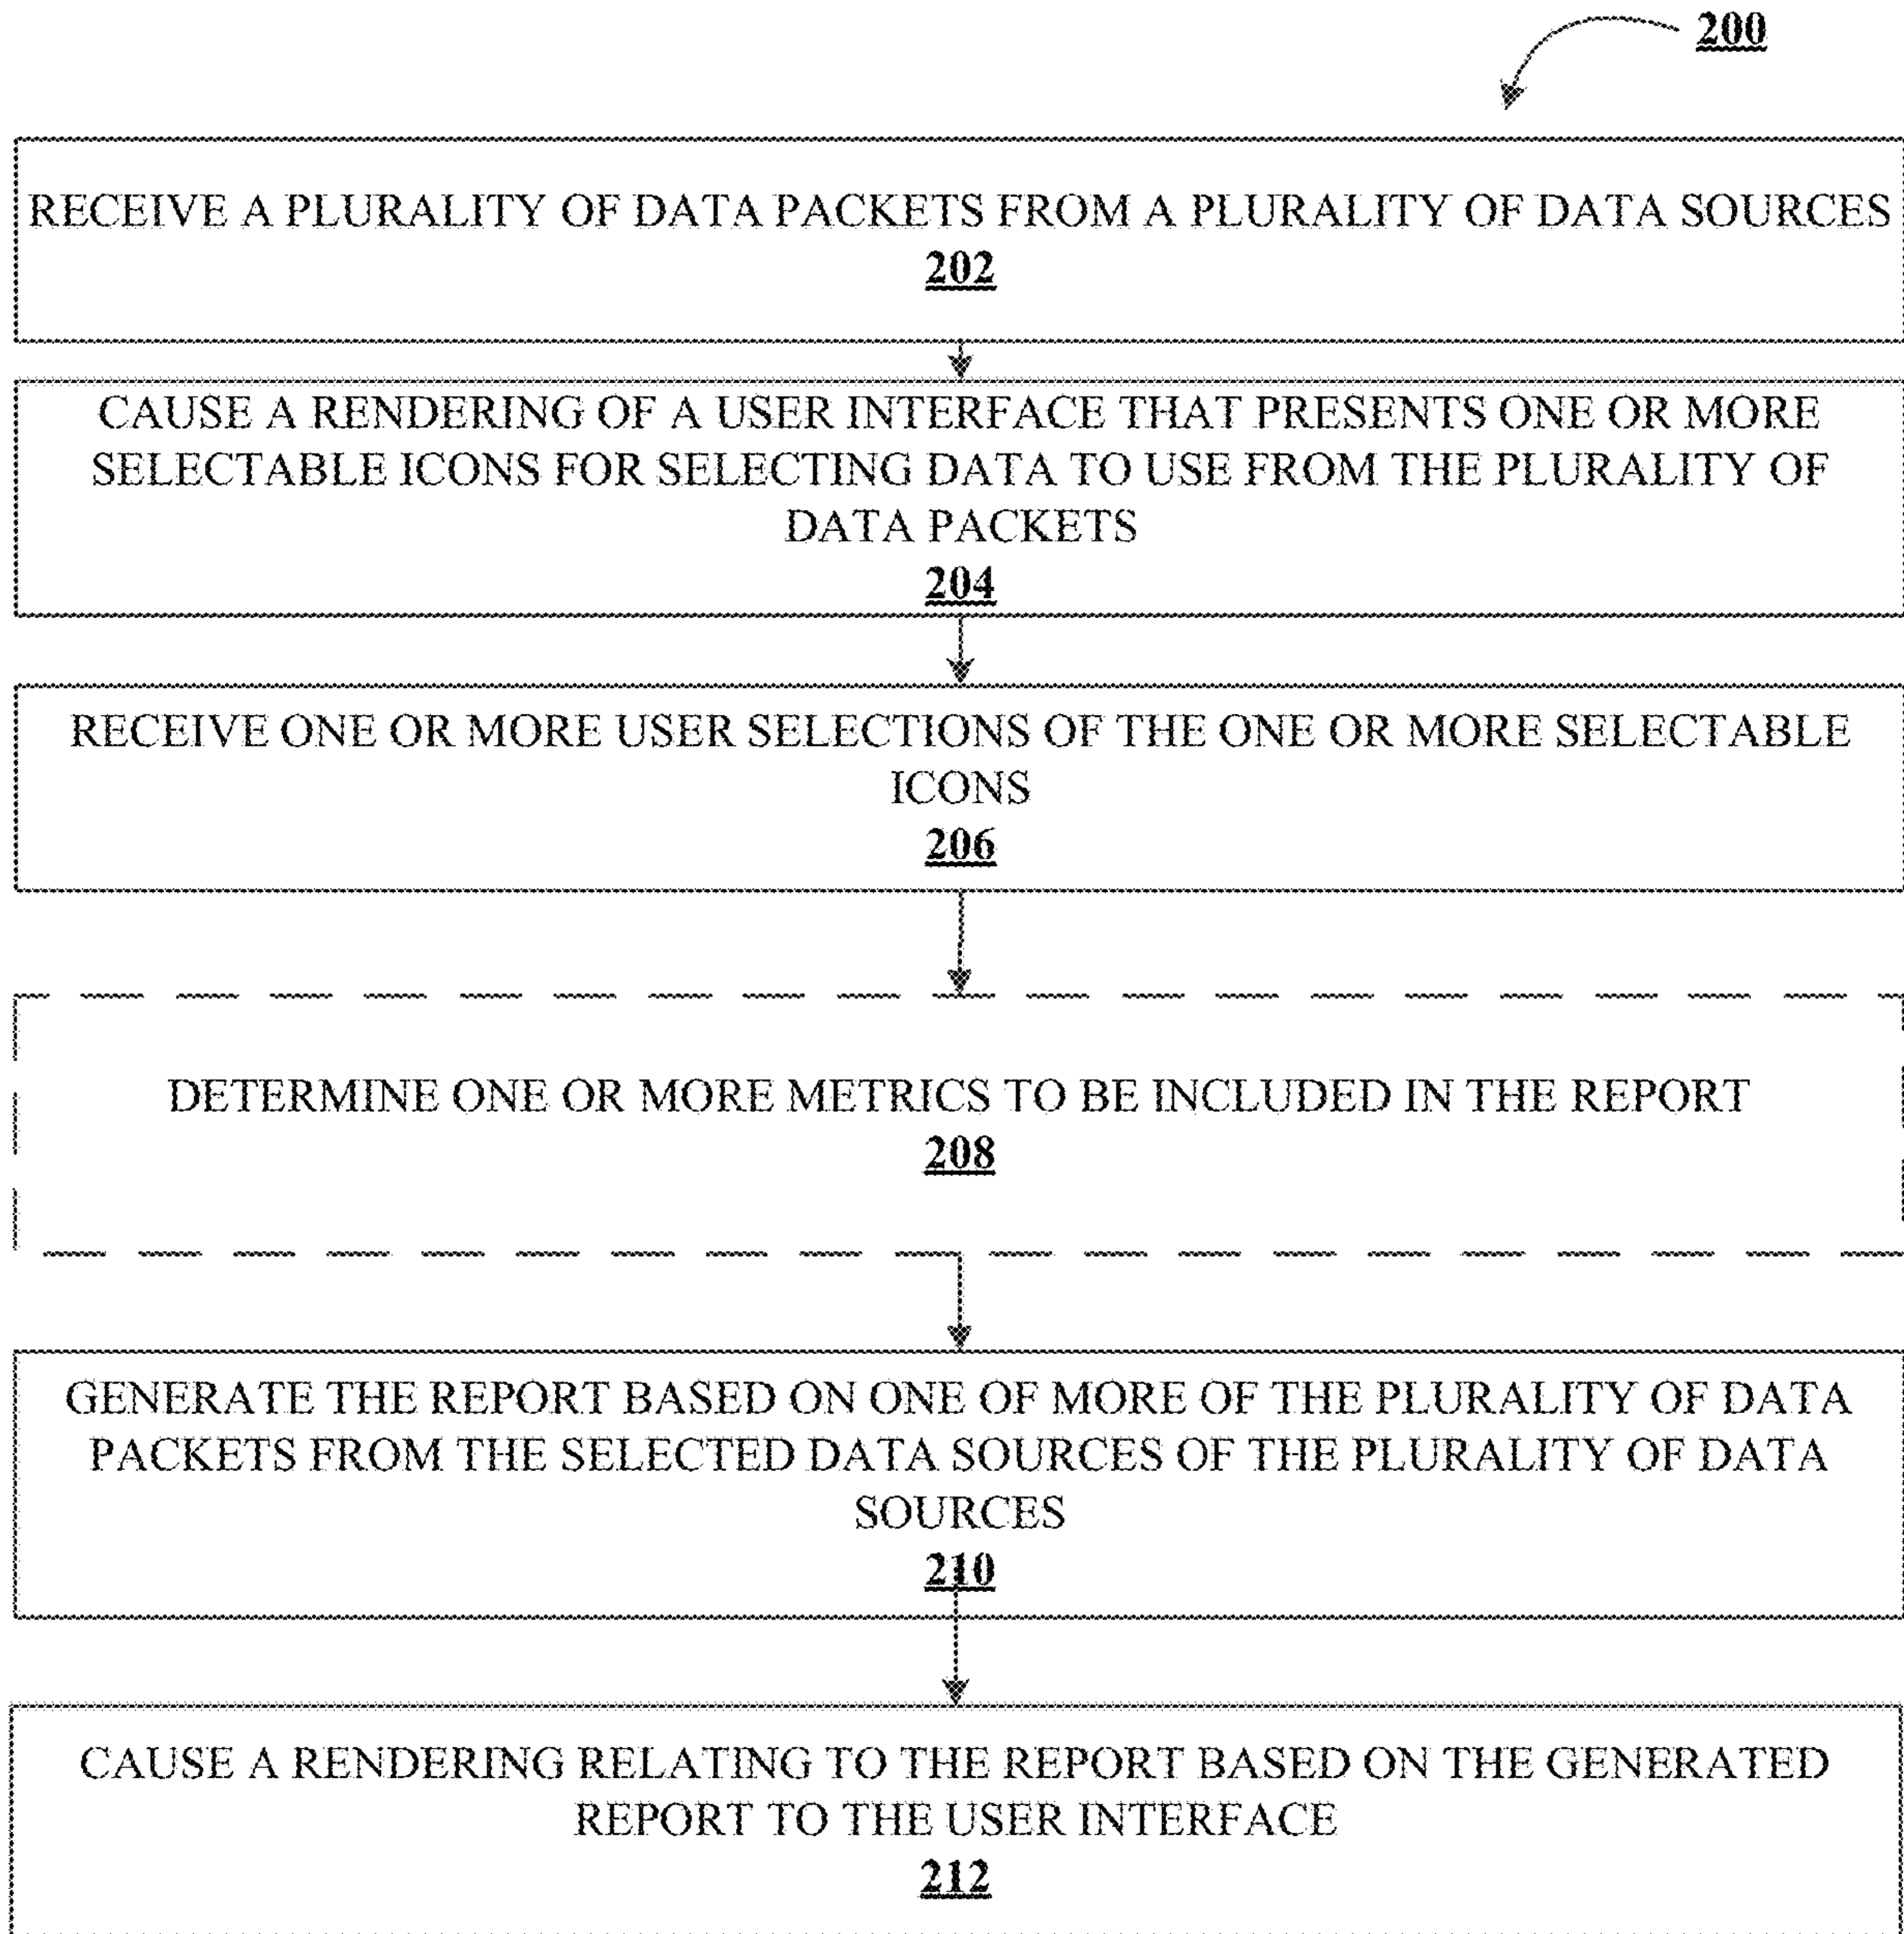 200
RECEIVE A PLURALITY OF DATA PACKETS FROM A PLURALITY OF DATA SOURCES
202
CAUSE A RENDERING OF A USER INTERFACE THAT PRESENTS ONE OR MORE
SELECTABLE ICONS FOR SELECTING DATA TO USE FROM THE PLURALITY OF
DATA PACKETS
204
RECEIVE ONE OR MORE USER SELECTIONS OF THE ONE OR MORE SELECTABLE
ICONS
206
DETERMINE ONE OR MORE METRICS TO BE INCLUDED IN THE REPORT
208
GENERATE THE REPORT BASED ON ONE OF MORE OF THE PLURALITY OF DATA
PACKETS FROM THE SELECTED DATA SOURCES OF THE PLURALITY OF DATA
SOURCES
210
CAUSE A RENDERING RELATING TO THE REPORT BASED ON THE GENERATED
REPORT TO THE USER INTERFACE
212